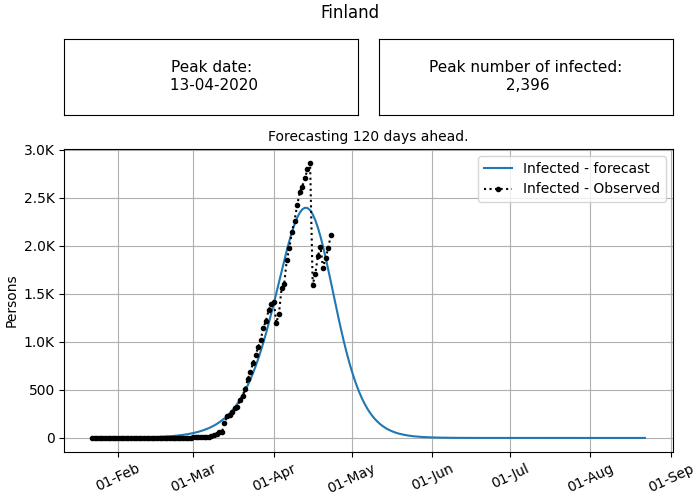 Finland
Peak date:
13-04-2020
Peak number of infected:
2,396
Forecasting 120 days ahead.
3.0K
2.5K
2.0K
1.5K
1.0K
500
0
Persons
Infected - forecast
Infected - Observed
01-Feb
01-Mar
01-Apr
01-May
01-Jun
01-Jul
01-Aug
01-Sep